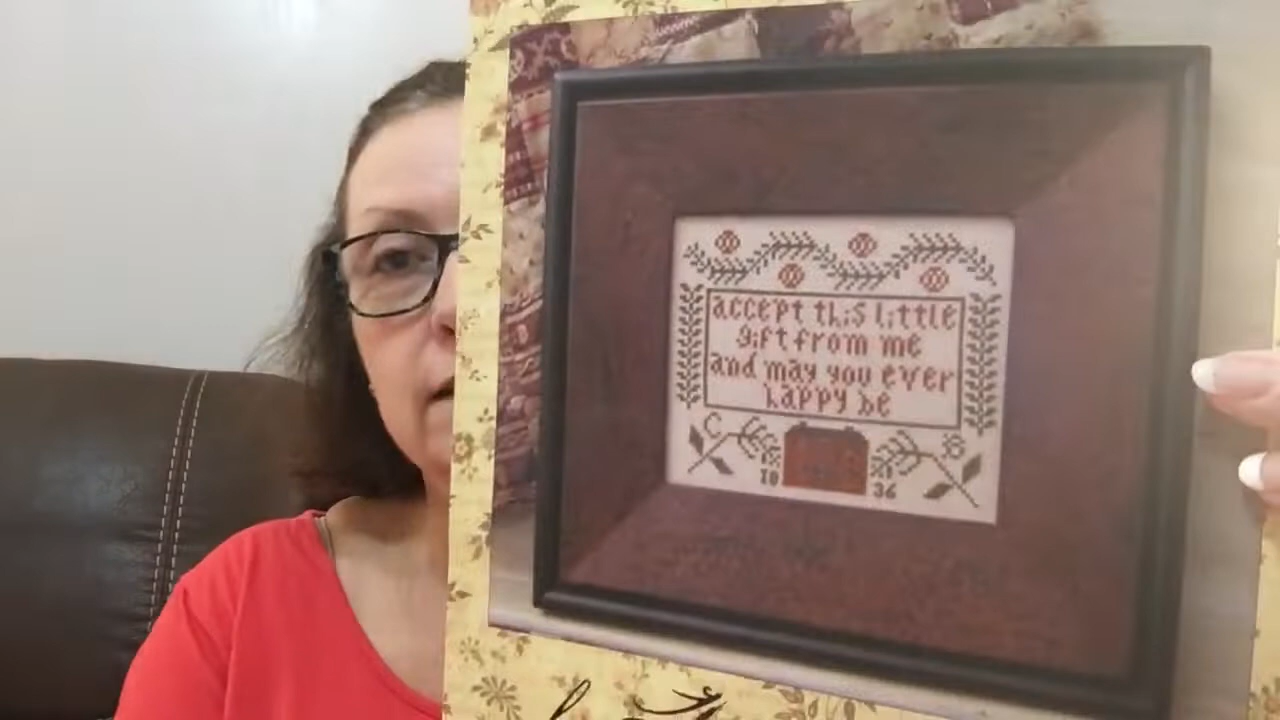 accept this little
gift from me
and may you ever
happy be
C B
18 36